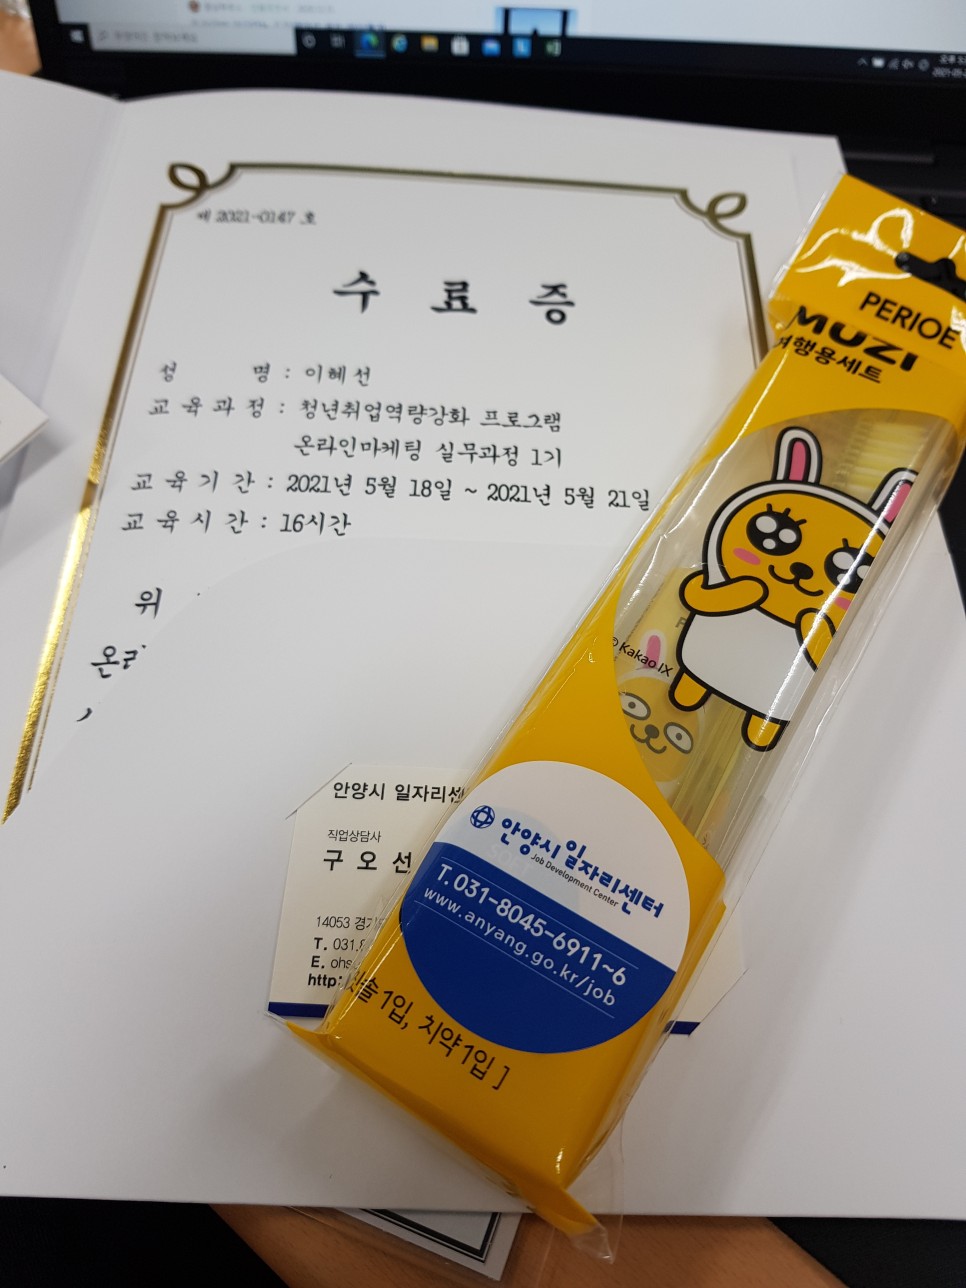 제 2021-0147 호
수 료 증
성 명 : 이혜선
교 육 과 정 : 청년취업역량강화 프로그램
온라인마케팅 실무과정 1기
교 육 기 간 : 2021년 5월 18일 ~ 2021년 5월 21일
교 육 시 간 : 16시간
위
PERIOE
MUZI
여행용세트
© Kakao IX
안양시 일자리센
직업상담사
구 오 선
14053 경기
T. 031.8
E. ohs
http:
안양시 일자리센터
Job Development Center
T. 031-8045-6911~6
www.anyang.go.kr/job
칫솔 1입, 치약 1입 ]